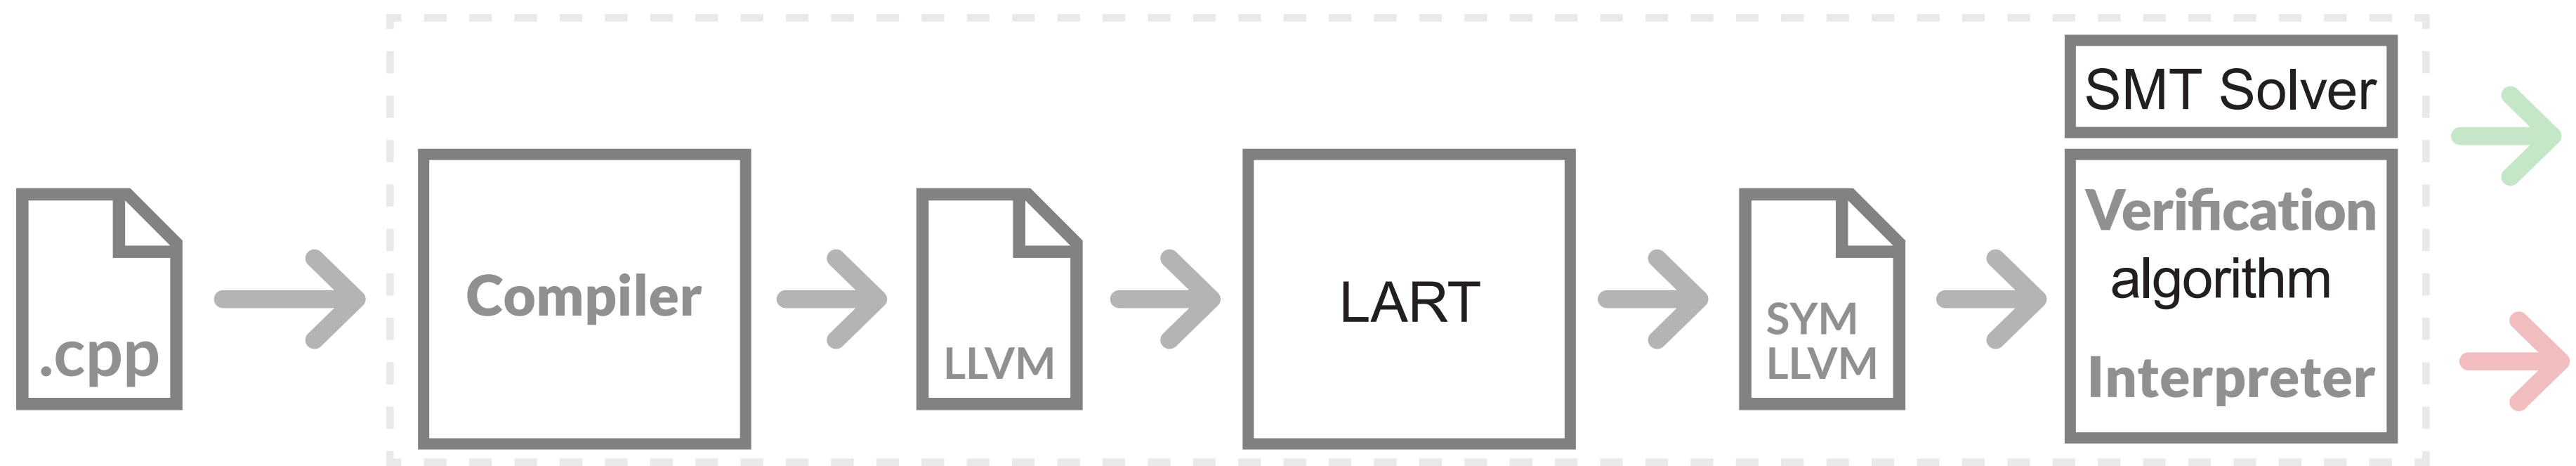 .cpp
Compiler
LLVM
LART
SYM
LLVM
SMT Solver
Verification
algorithm
Interpreter